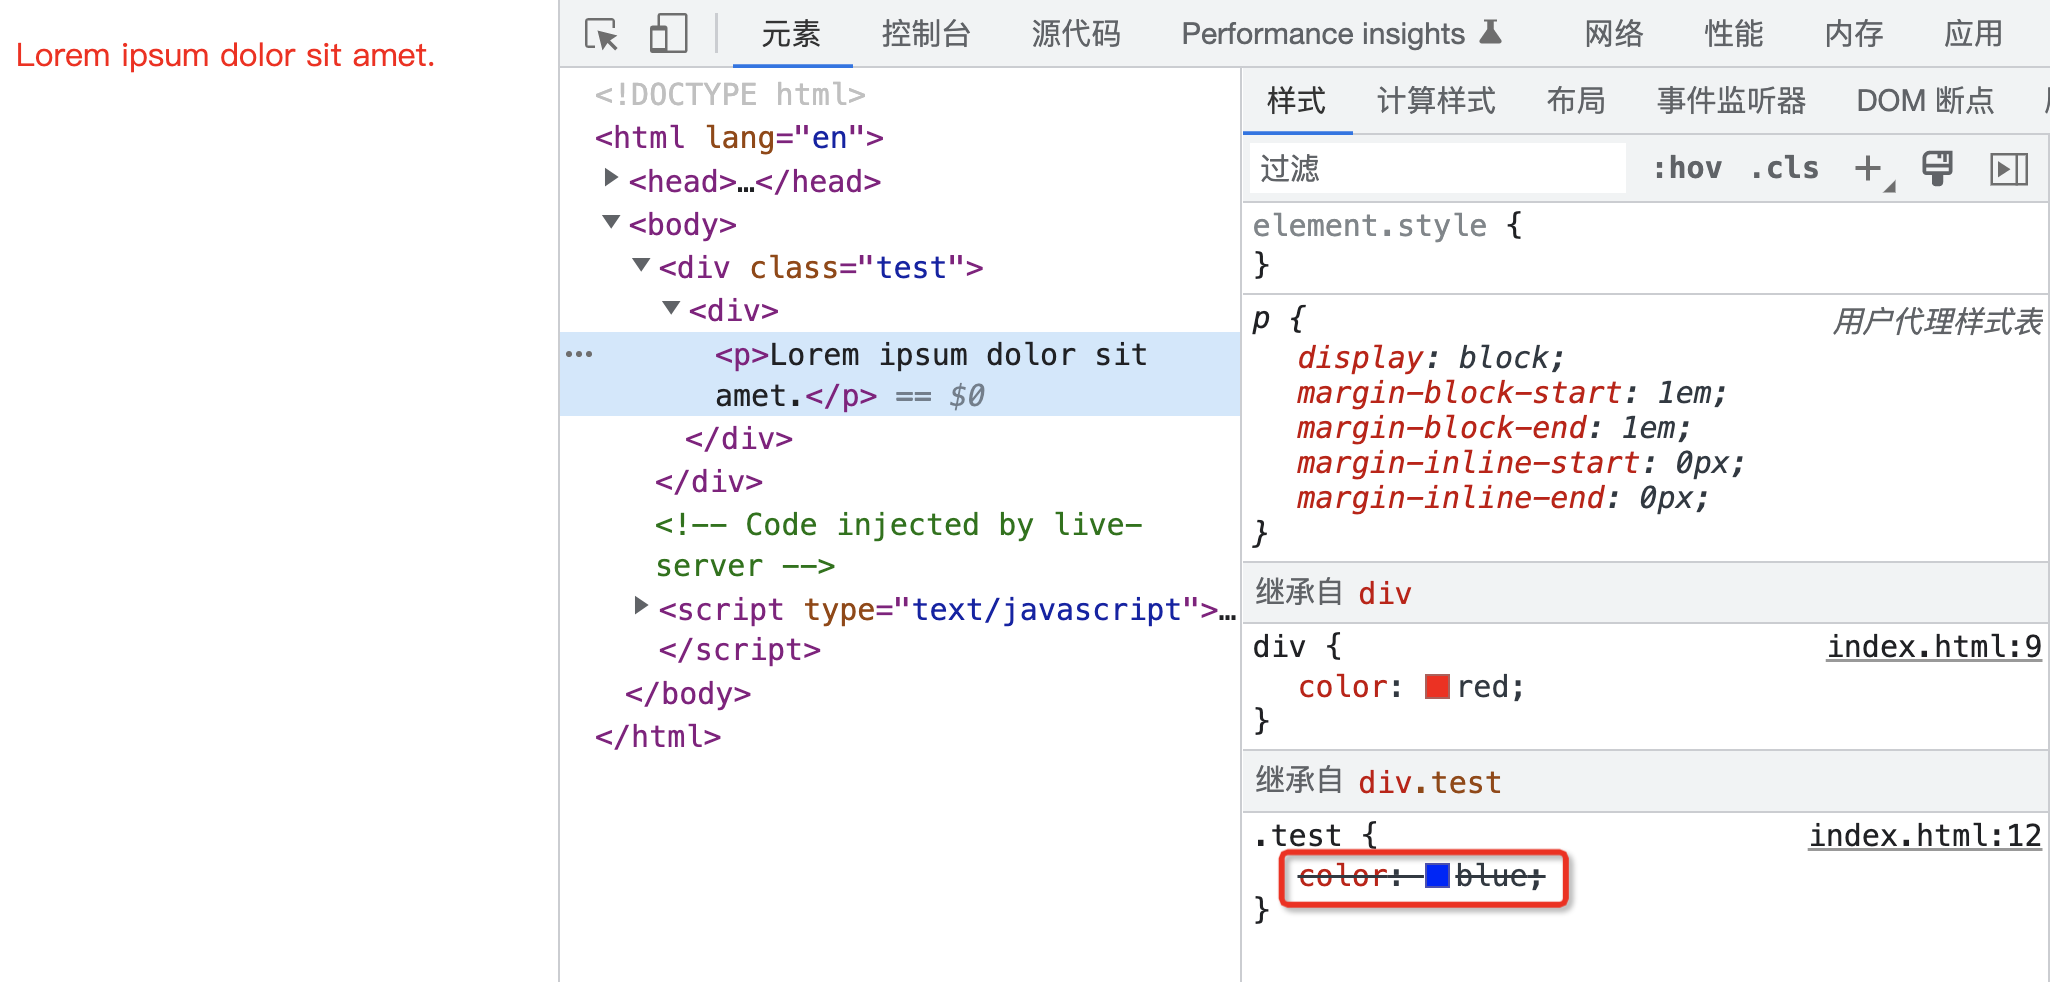 Lorem ipsum dolor sit amet.
元素 控制台 源代码 Performance insights 网络 性能 内存 应用
<!DOCTYPE html>
<html lang="en">
<head>…</head>
<body>
<div class="test">
<div>
<p>Lorem ipsum dolor sit
amet.</p> == $0
</div>
</div>
<!-- Code injected by live-
server -->
<script type="text/javascript">…
</script>
</body>
</html>
样式 计算样式 布局 事件监听器 DOM 断点
过滤 :hov .cls
element.style {
}
p { 用户代理样式表
display: block;
margin-block-start: 1em;
margin-block-end: 1em;
margin-inline-start: 0px;
margin-inline-end: 0px;
}
继承自 div
div { index.html:9
color: red;
}
继承自 div.test
.test { index.html:12
color: blue;
}